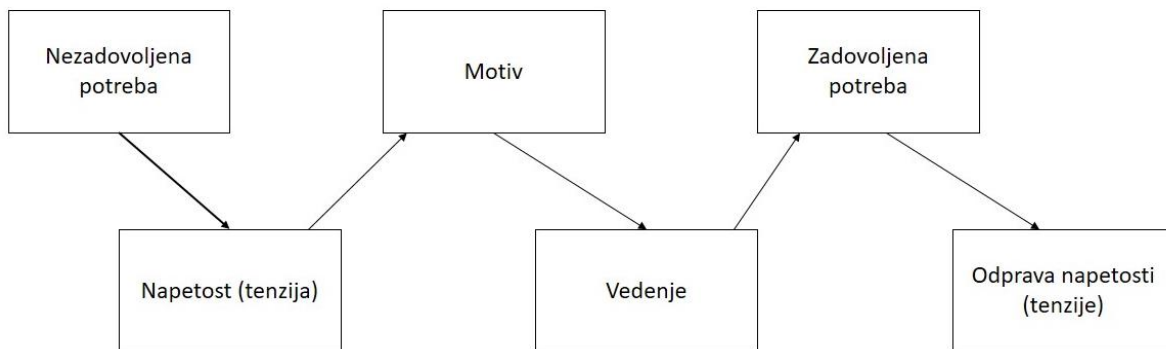 Nezadovoljena
potreba
Motiv
Zadovoljena
potreba
Napetost (tenzija)
Vedenje
Odprava napetosti
(tenzije)